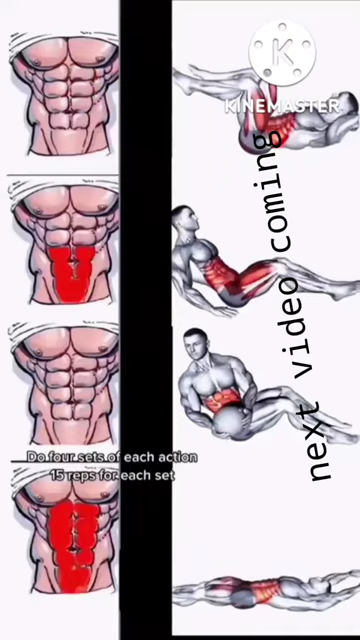 K
KINEMASTER
next video coming
Do four sets of each action
15 reps for each set